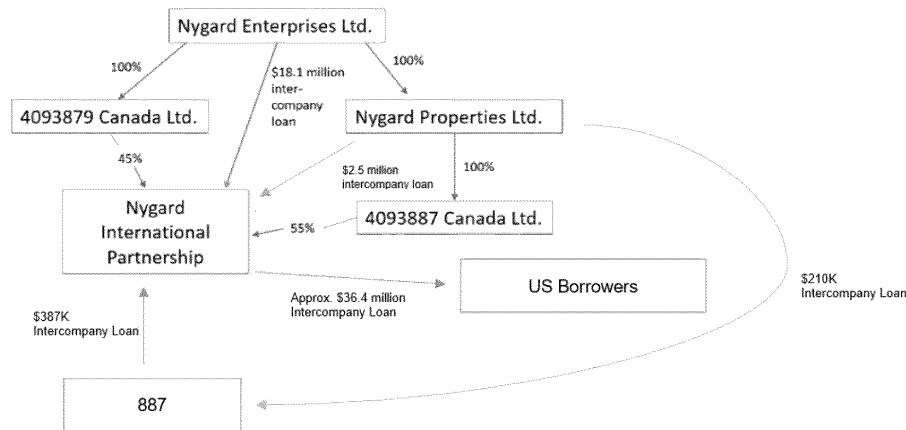 Nygard Enterprises Ltd.
100%
$18.1 million
inter-
company
loan
100%
4093879 Canada Ltd.
Nygard Properties Ltd.
45%
$2.5 million
intercompany loan
100%
Nygard
International
Partnership
55%
4093887 Canada Ltd.
US Borrowers
$210K
Intercompany Loan
Approx. $36.4 million
Intercompany Loan
$387K
Intercompany Loan
887